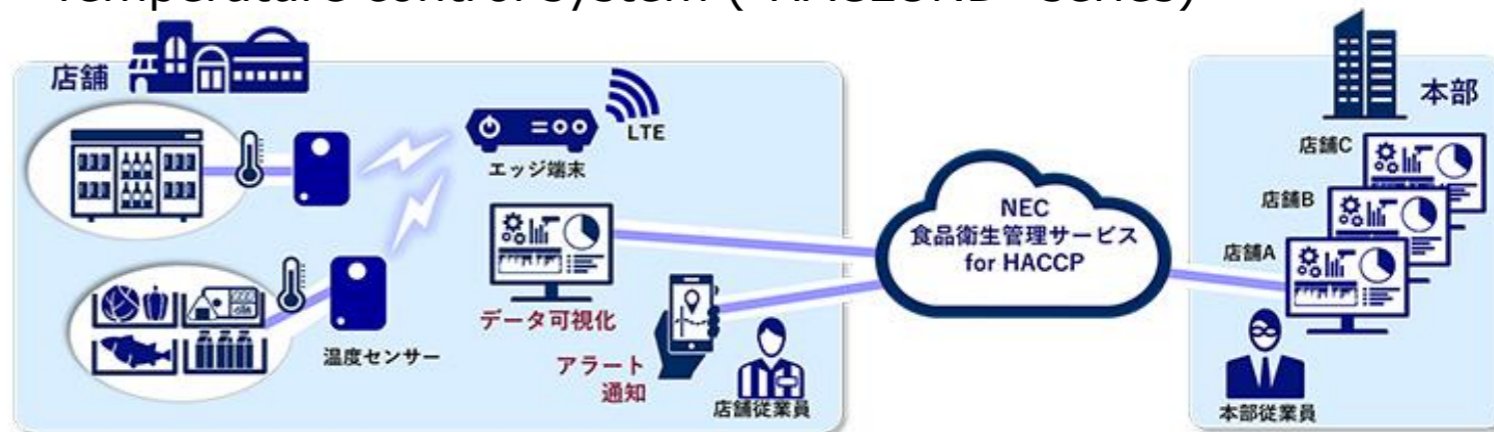 店舗
LTE
エッジ端末
温度センサー
データ可視化
アラート
通知
店舗従業員
NEC
食品衛生管理サービス
for HACCP
本部
店舗C
店舗B
店舗A
本部従業員